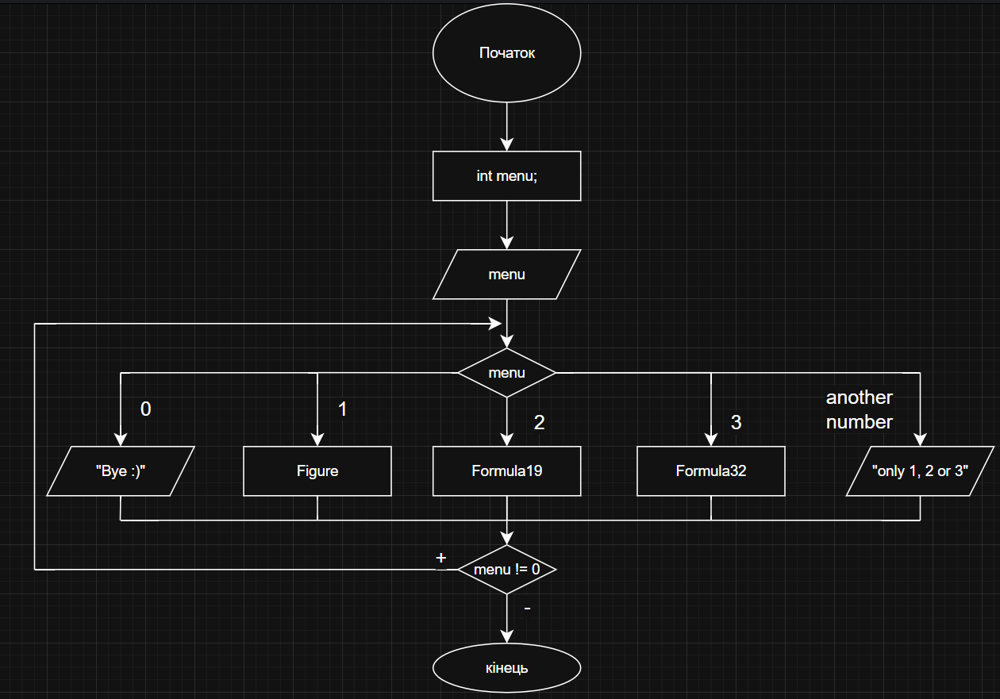 Початок
int menu;
menu
menu
0
1
2
3
another
number
"Bye :)"
Figure
Formula19
Formula32
"only 1, 2 or 3"
+
menu != 0
-
кінець